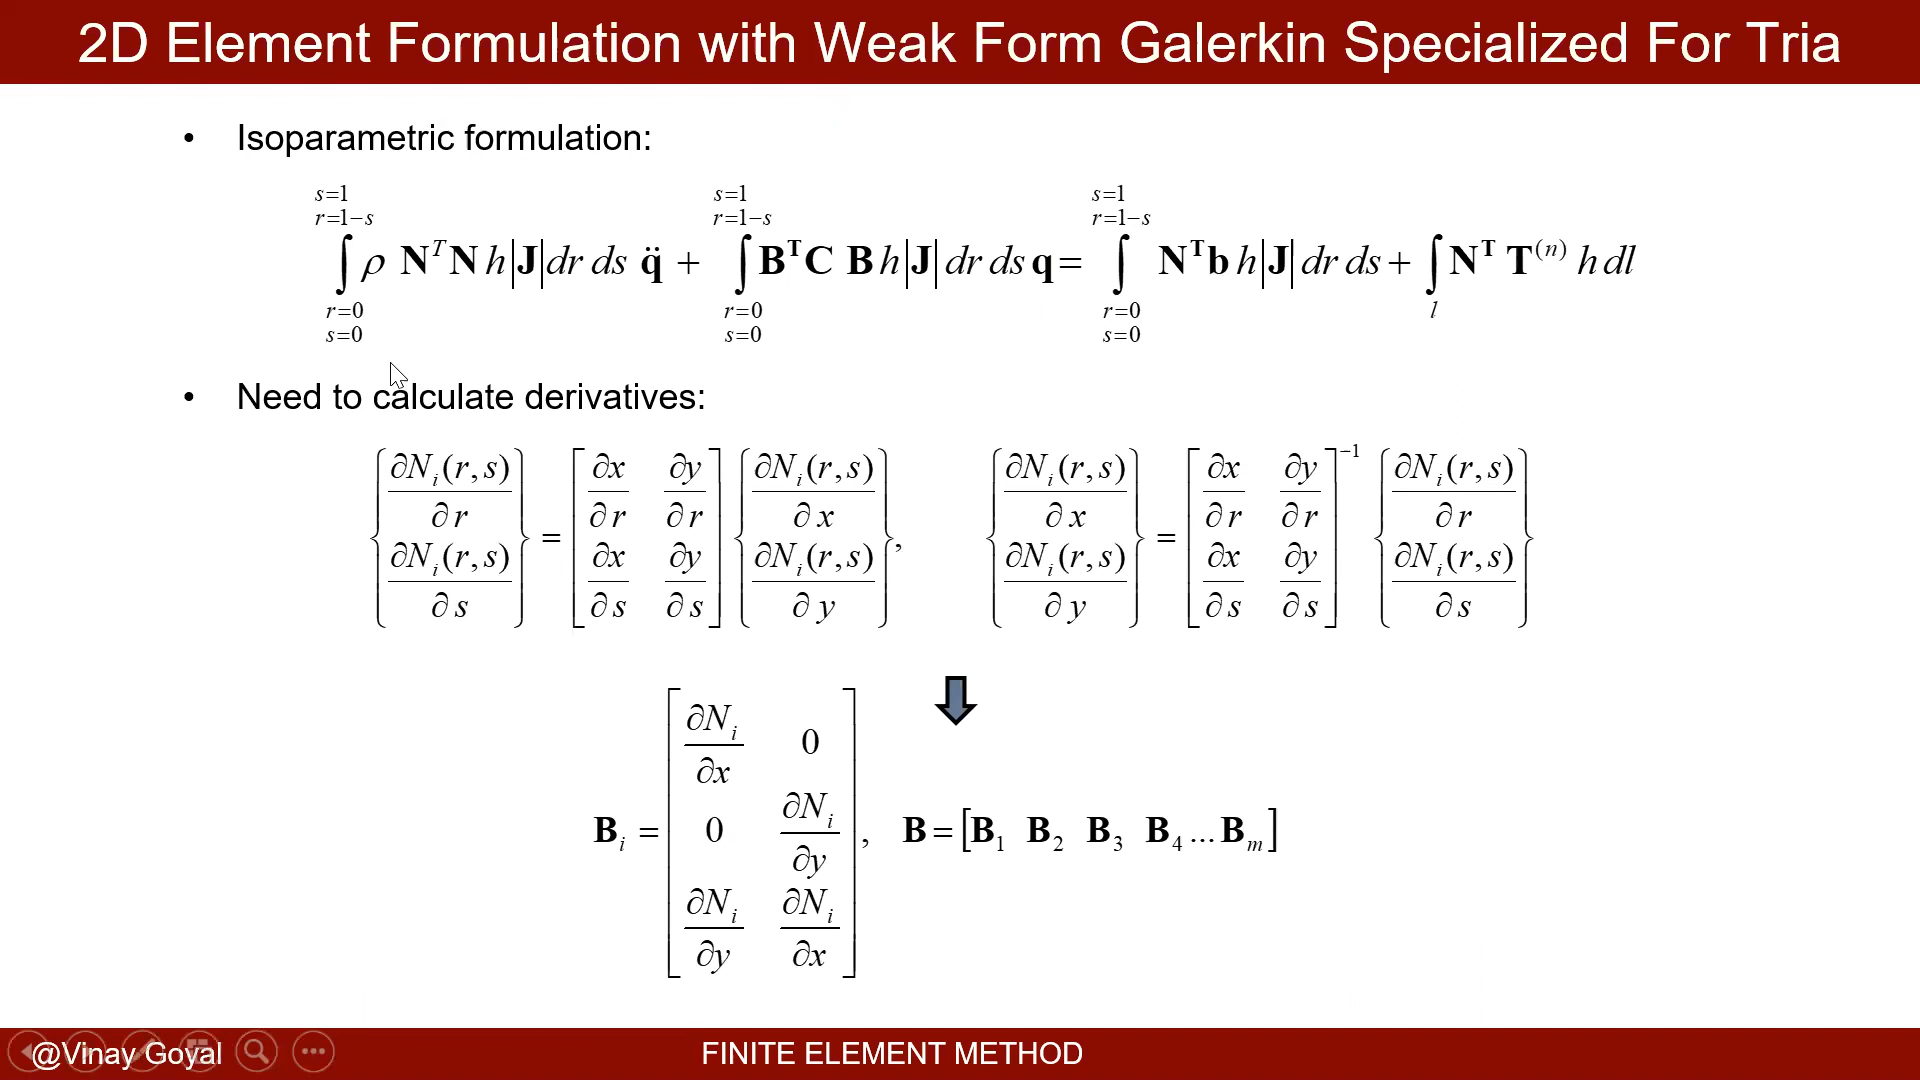 2D Element Formulation with Weak Form Galerkin Specialized For Tria
• Isoparametric formulation:
s=1 s=1 s=1
r=1−s r=1−s r=1−s
∫ ρ N^T N h |J| dr ds q̈ + ∫ B^T C B h |J| dr ds q = ∫ N^T b h |J| dr ds + ∫ N^T T^(n) h dl
r=0 r=0 r=0 l
s=0 s=0 s=0
• Need to calculate derivatives:
{∂N_i(r,s)/∂r ; ∂N_i(r,s)/∂s} = [∂x/∂r ∂y/∂r ; ∂x/∂s ∂y/∂s] {∂N_i(r,s)/∂x ; ∂N_i(r,s)/∂y}, {∂N_i(r,s)/∂x ; ∂N_i(r,s)/∂y} = [∂x/∂r ∂y/∂r ; ∂x/∂s ∂y/∂s]^−1 {∂N_i(r,s)/∂r ; ∂N_i(r,s)/∂s}
B_i = [∂N_i/∂x 0 ; 0 ∂N_i/∂y ; ∂N_i/∂y ∂N_i/∂x], B = [B_1 B_2 B_3 B_4 ... B_m]
@Vinay Goyal FINITE ELEMENT METHOD